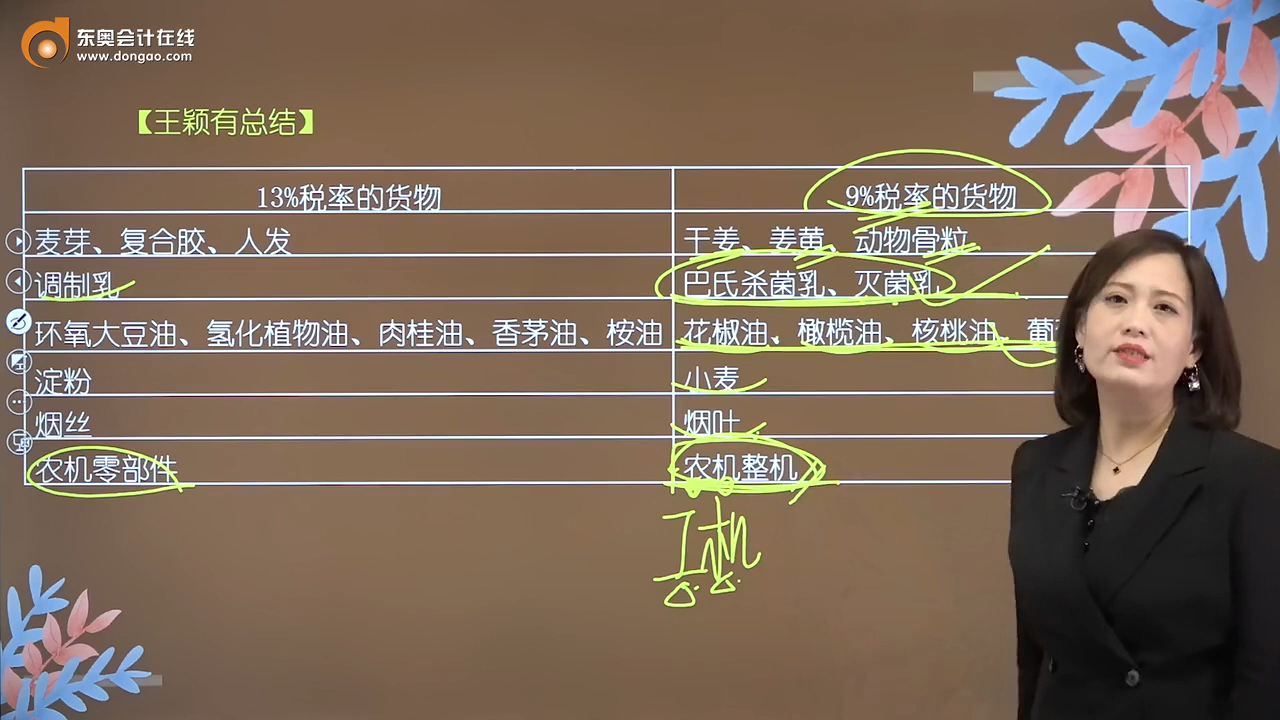 东奥会计在线
www.dongao.com
【王颖有总结】
13%税率的货物 9%税率的货物
麦芽、复合胶、人发 干姜、姜黄、动物骨粒
调制乳 巴氏杀菌乳、灭菌乳
环氧大豆油、氢化植物油、肉桂油、香茅油、桉油 花椒油、橄榄油、核桃油、葡
淀粉 小麦
烟丝 烟叶
农机零部件 农机整机
工机